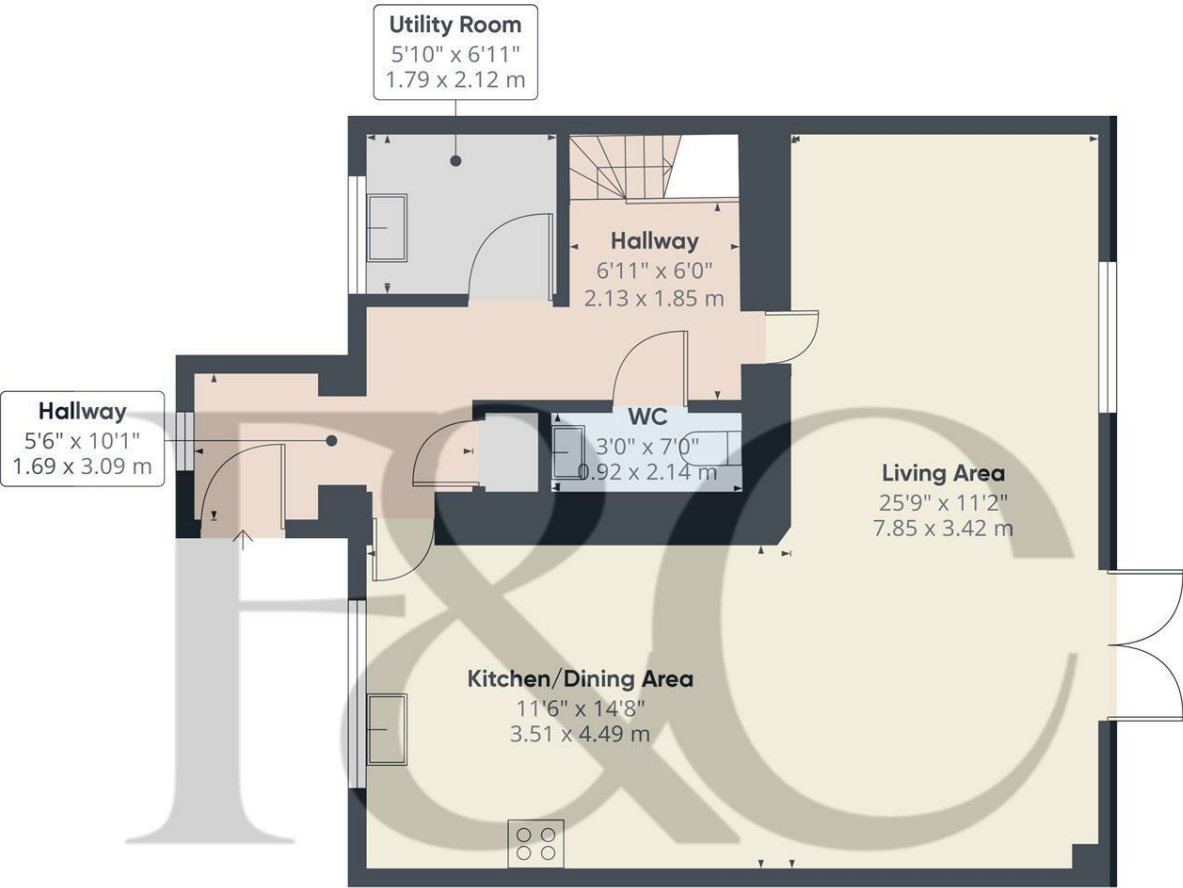 Utility Room
5'10" x 6'11"
1.79 x 2.12 m
Hallway
6'11" x 6'0"
2.13 x 1.85 m
Hallway
5'6" x 10'1"
1.69 x 3.09 m
WC
3'0" x 7'0"
0.92 x 2.14 m
Living Area
25'9" x 11'2"
7.85 x 3.42 m
Kitchen/Dining Area
11'6" x 14'8"
3.51 x 4.49 m
F&C